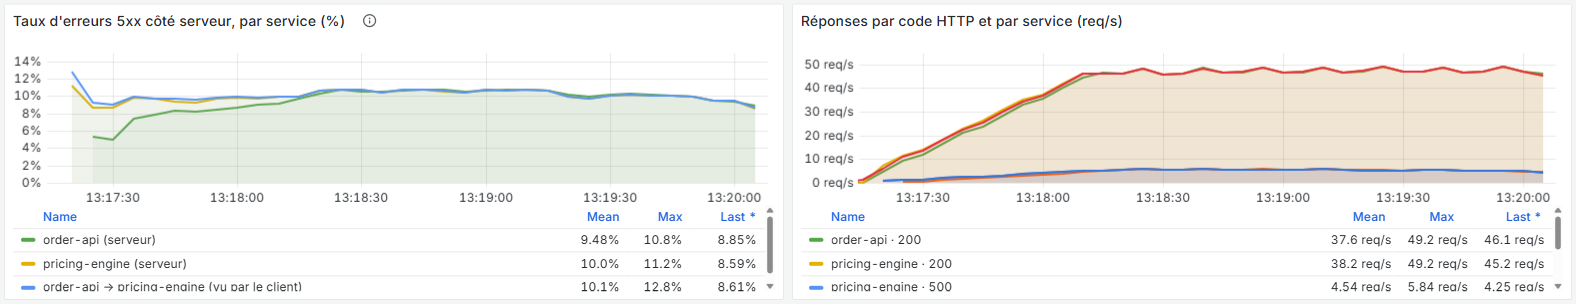 Taux d'erreurs 5xx côté serveur, par service (%)
14%
12%
10%
8%
6%
4%
2%
0%
13:17:30 13:18:00 13:18:30 13:19:00 13:19:30 13:20:00
Name Mean Max Last *
order-api (serveur) 9.48% 10.8% 8.85%
pricing-engine (serveur) 10.0% 11.2% 8.59%
order-api → pricing-engine (vu par le client) 10.1% 12.8% 8.61%
Réponses par code HTTP et par service (req/s)
50 req/s
40 req/s
30 req/s
20 req/s
10 req/s
0 req/s
13:17:30 13:18:00 13:18:30 13:19:00 13:19:30 13:20:00
Name Mean Max Last *
order-api · 200 37.6 req/s 49.2 req/s 46.1 req/s
pricing-engine · 200 38.2 req/s 49.2 req/s 45.2 req/s
pricing-engine · 500 4.54 req/s 5.84 req/s 4.25 req/s